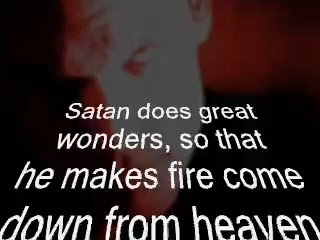 Satan does great
wonders, so that
he makes fire come
down from heaven